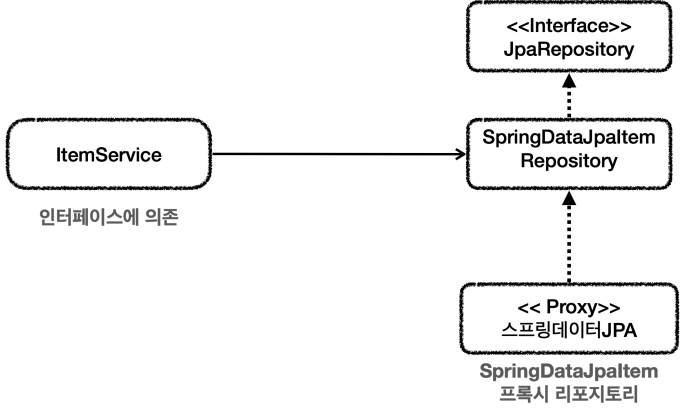 <<Interface>>
JpaRepository
ItemService
SpringDataJpaItem
Repository
인터페이스에 의존
<< Proxy>>
스프링데이터JPA
SpringDataJpaItem
프록시 리포지토리